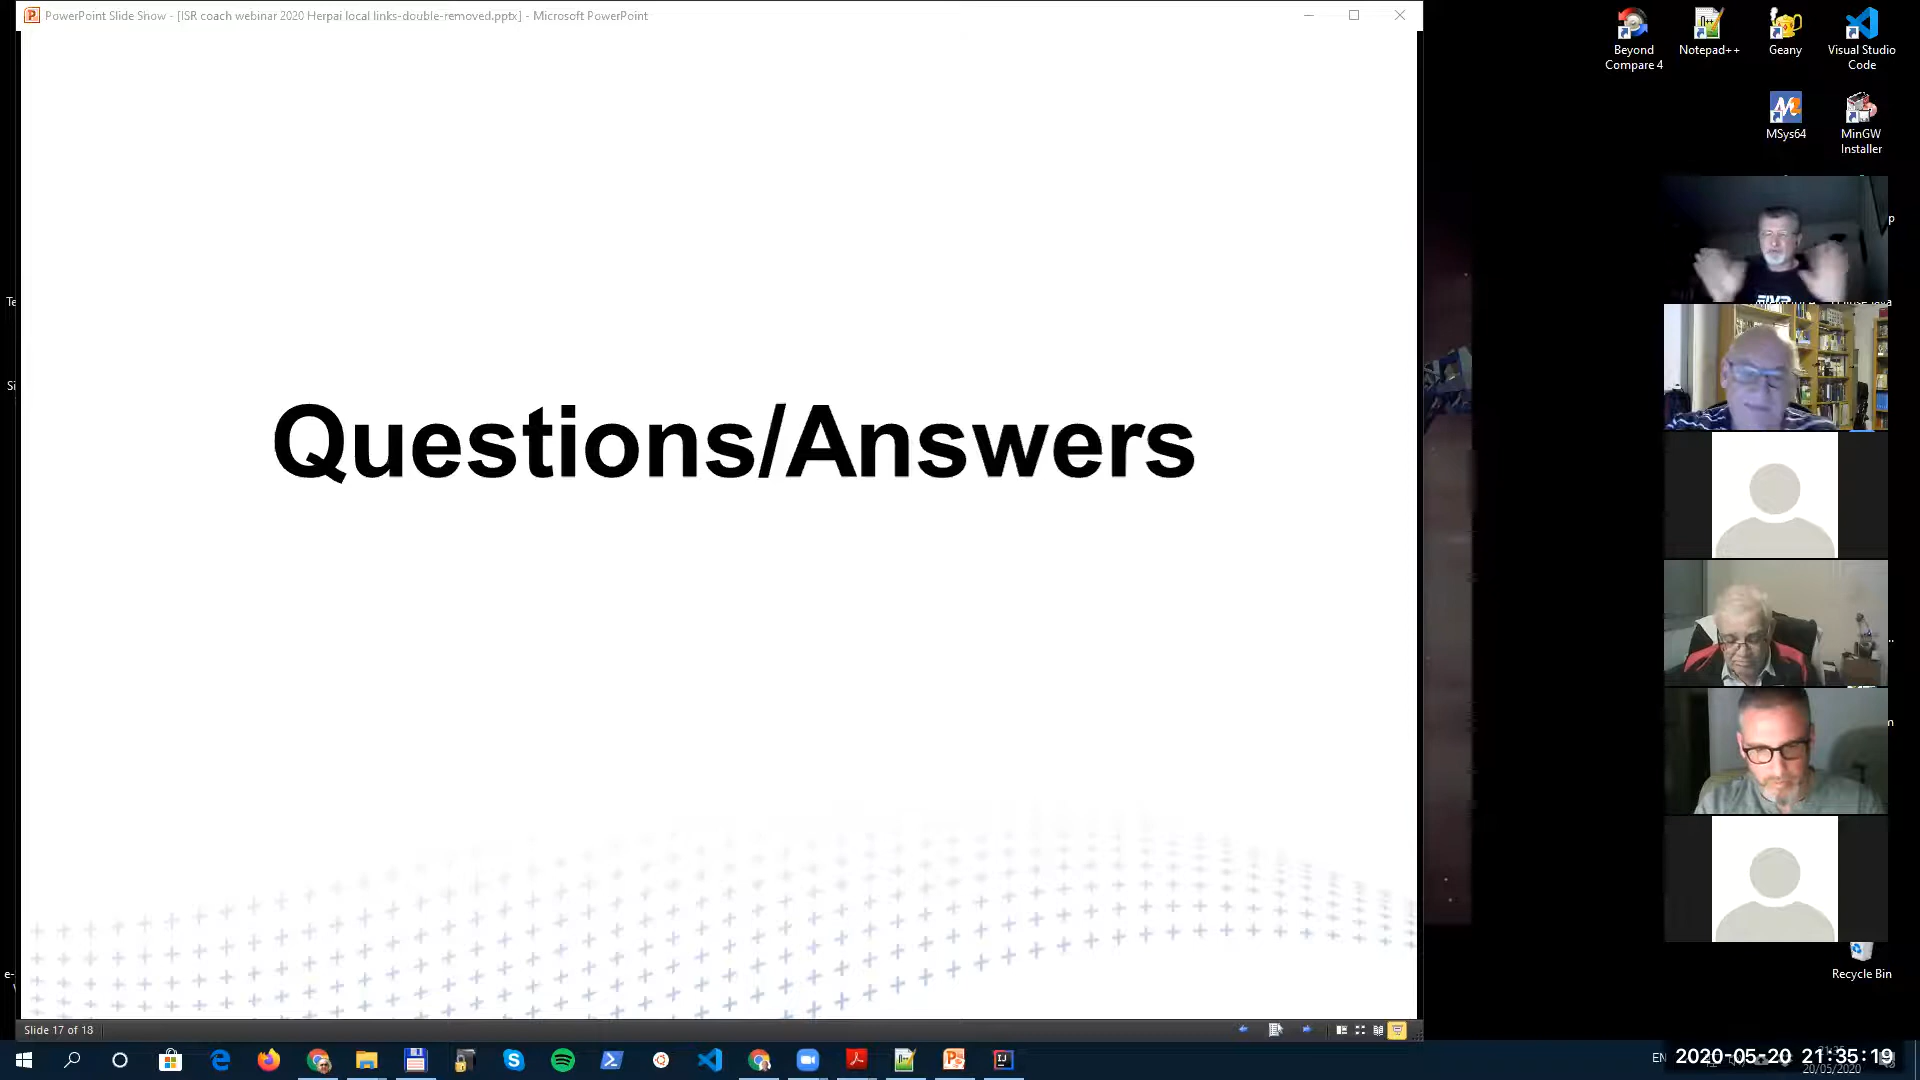 PowerPoint Slide Show - [ISR coach webinar 2020 Herpai local links-double-removed.pptx] - Microsoft PowerPoint
Beyond
Compare 4
Notepad++
Geany
Visual Studio
Code
MSys64
MinGW
Installer
Te
Si
Questions/Answers
e-
Recycle Bin
Slide 17 of 18
EN
2020-05-20 21:35:19
20/05/2020